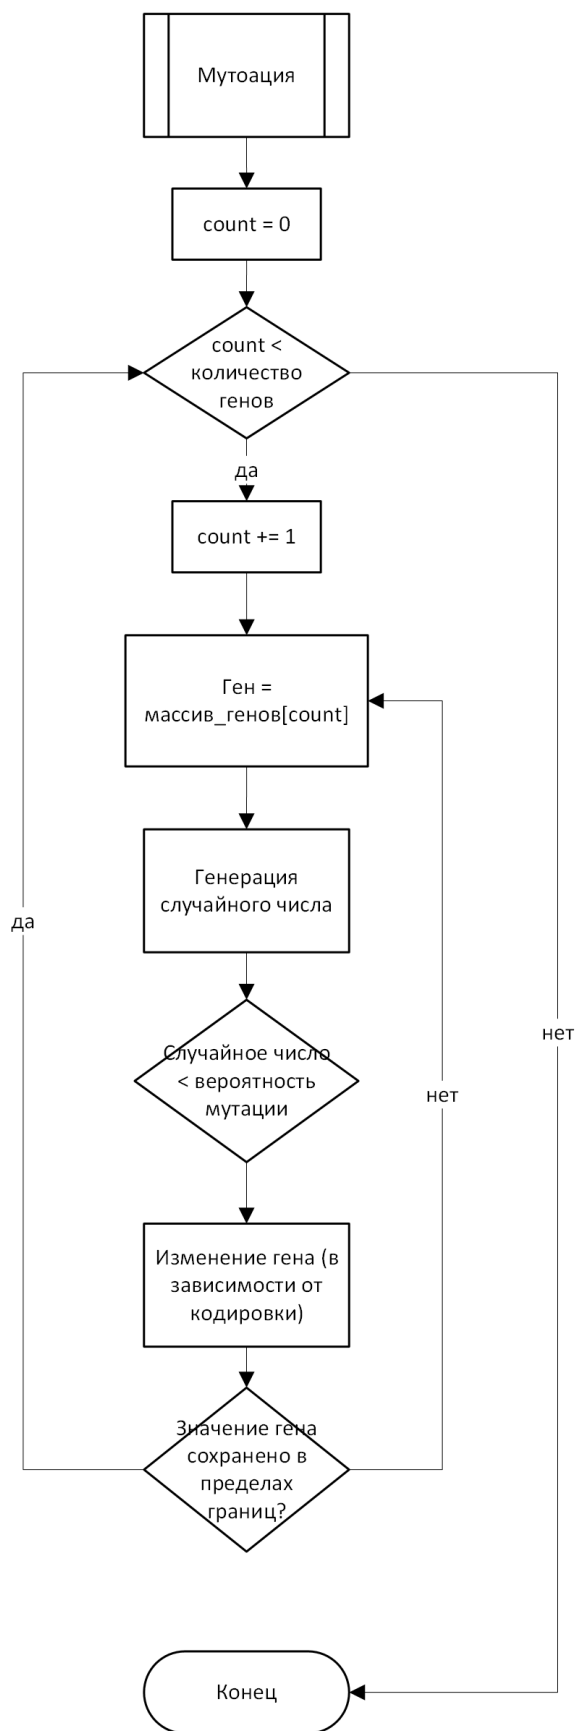 Мутоация
count = 0
count <
количество
генов
да
count += 1
Ген =
массив_генов[count]
Генерация
случайного числа
да
нет
Случайное число
< вероятность
мутации
нет
Изменение гена (в
зависимости от
кодировки)
Значение гена
сохранено в
пределах
границ?
Конец